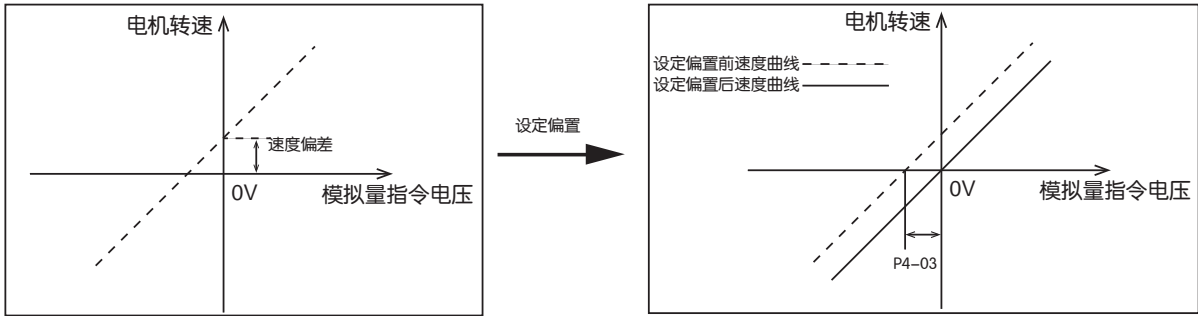 电机转速
速度偏差
0V
模拟量指令电压
设定偏置
电机转速
设定偏置前速度曲线
设定偏置后速度曲线
0V
模拟量指令电压
P4-03